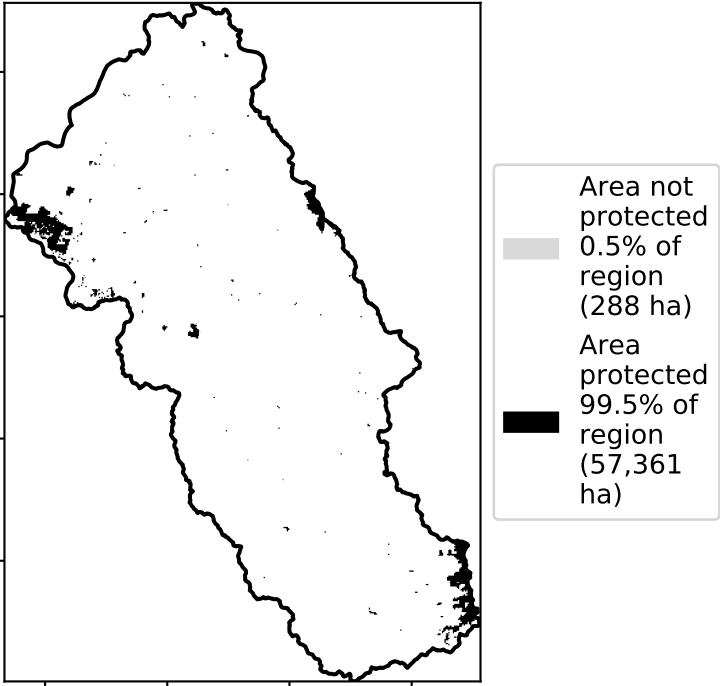 Area not
protected
0.5% of
region
(288 ha)
Area
protected
99.5% of
region
(57,361
ha)